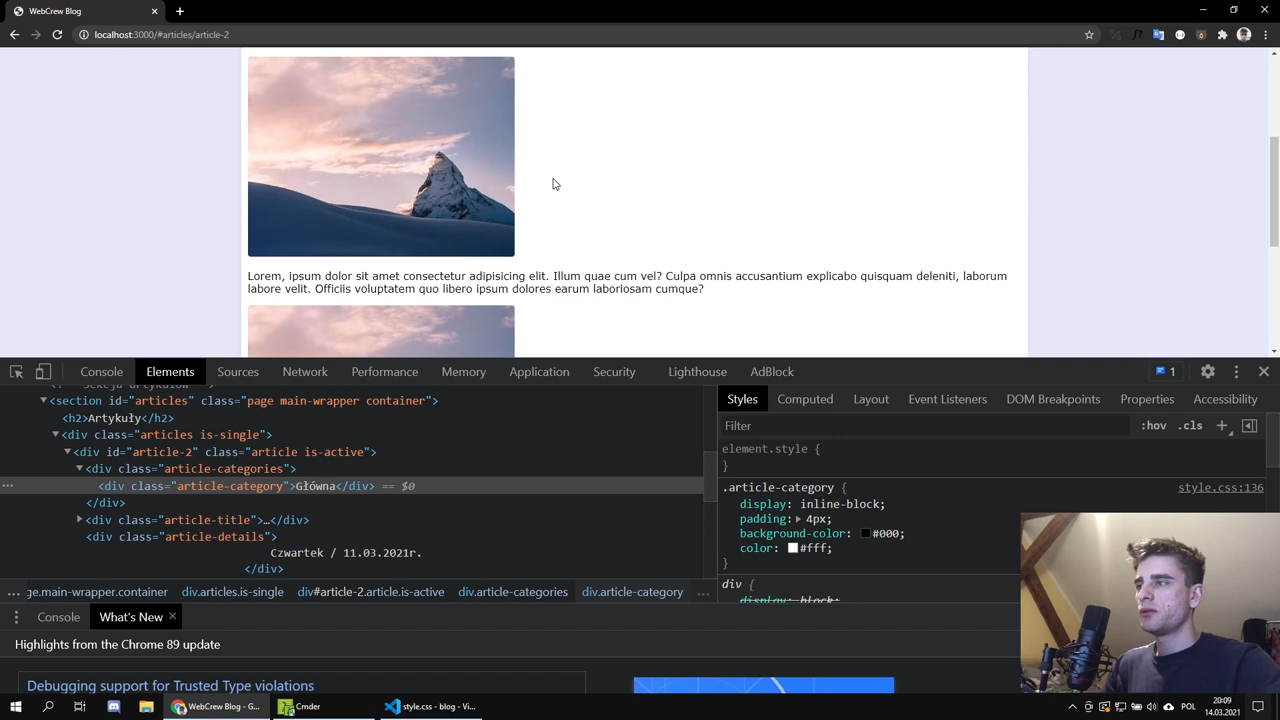 WebCrew Blog
localhost:3000/#articles/article-2
Lorem, ipsum dolor sit amet consectetur adipisicing elit. Illum quae cum vel? Culpa omnis accusantium explicabo quisquam deleniti, laborum
labore velit. Officiis voluptatem quo libero ipsum dolores earum laboriosam cumque?
Console Elements Sources Network Performance Memory Application Security Lighthouse AdBlock 1
<section id="articles" class="page main-wrapper container">
<h2>Artykuły</h2>
<div class="articles is-single">
<div id="article-2" class="article is-active">
<div class="article-categories">
<div class="article-category">Główna</div> == $0
</div>
<div class="article-title">…</div>
<div class="article-details">
Czwartek / 11.03.2021r.
</div>
ge.main-wrapper.container div.articles.is-single div#article-2.article.is-active div.article-categories div.article-category
Styles Computed Layout Event Listeners DOM Breakpoints Properties Accessibility
Filter :hov .cls
element.style {
}
.article-category { style.css:136
display: inline-block;
padding: 4px;
background-color: #000;
color: #fff;
}
div {
display: block;
Console What's New
Highlights from the Chrome 89 update
Debugging support for Trusted Type violations
WebCrew Blog - G... Cmder style.css - blog - Vi... POL 20:09
14.03.2021